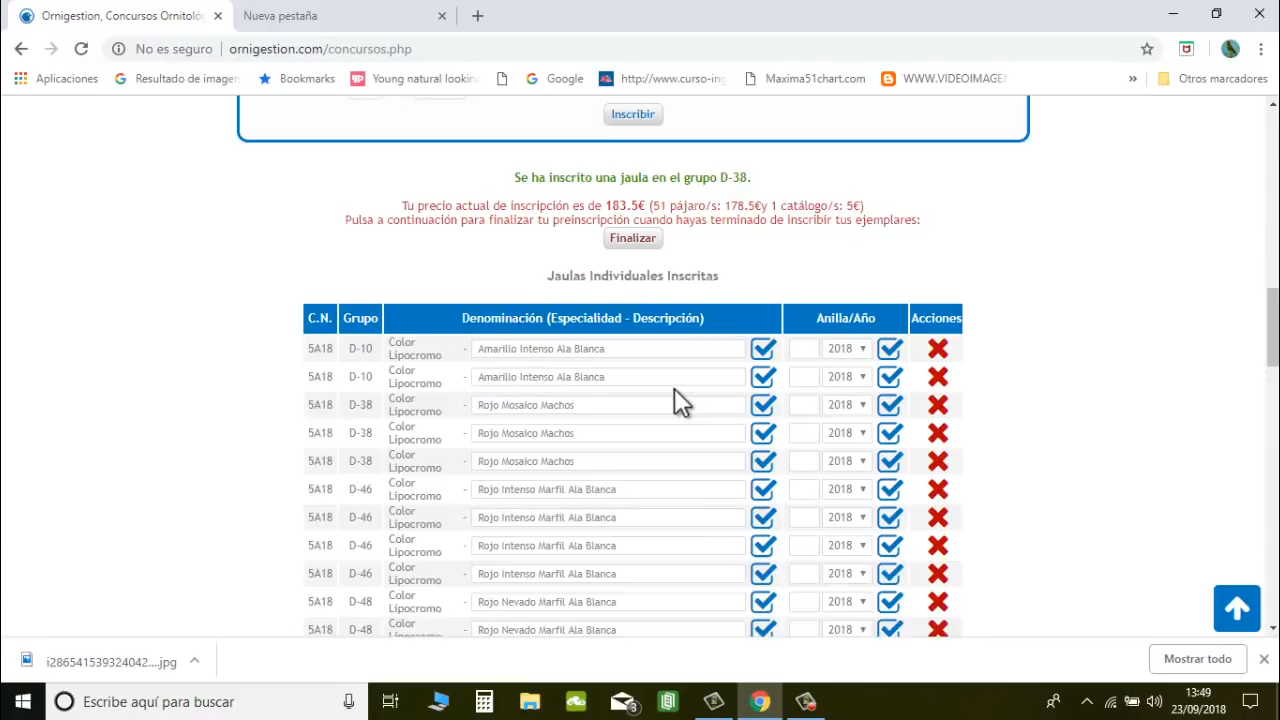 Ornigestion, Concursos Ornitológ
Nueva pestaña
No es seguro
ornigestion.com/concursos.php
Aplicaciones
Resultado de imagen
Bookmarks
Young natural lookin
Google
http://www.curso-ing
Maxima51chart.com
WWW.VIDEOIMAGEN
»
Otros marcadores
Inscribir
Se ha inscrito una jaula en el grupo D-38.
Tu precio actual de inscripción es de 183.5€ (51 pájaro/s: 178.5€y 1 catálogo/s: 5€)
Pulsa a continuación para finalizar tu preinscripción cuando hayas terminado de inscribir tus ejemplares:
Finalizar
Jaulas Individuales Inscritas
C.N. Grupo Denominación (Especialidad - Descripción) Anilla/Año Acciones
5A18 D-10 Color Lipocromo - Amarillo Intenso Ala Blanca 2018
5A18 D-10 Color Lipocromo - Amarillo Intenso Ala Blanca 2018
5A18 D-38 Color Lipocromo - Rojo Mosaico Machos 2018
5A18 D-38 Color Lipocromo - Rojo Mosaico Machos 2018
5A18 D-38 Color Lipocromo - Rojo Mosaico Machos 2018
5A18 D-46 Color Lipocromo - Rojo Intenso Marfil Ala Blanca 2018
5A18 D-46 Color Lipocromo - Rojo Intenso Marfil Ala Blanca 2018
5A18 D-46 Color Lipocromo - Rojo Intenso Marfil Ala Blanca 2018
5A18 D-46 Color Lipocromo - Rojo Intenso Marfil Ala Blanca 2018
5A18 D-48 Color Lipocromo - Rojo Nevado Marfil Ala Blanca 2018
5A18 D-48 Color Lipocromo - Rojo Nevado Marfil Ala Blanca 2018
i286541539324042....jpg
Mostrar todo
Escribe aquí para buscar
3
13:49
23/09/2018